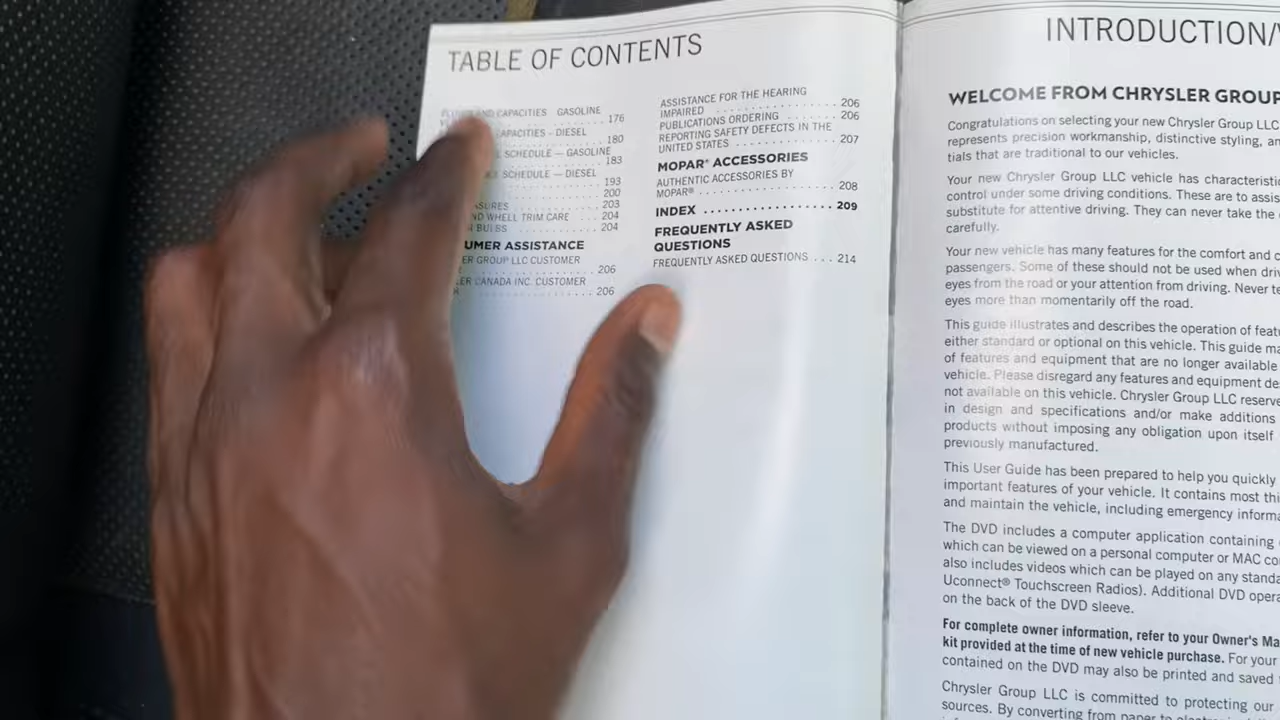 TABLE OF CONTENTS
AND CAPACITIES GASOLINE
176
CAPACITIES – DIESEL
180
SCHEDULE — GASOLINE
183
SCHEDULE — DIESEL
193
200
203
TRIM CARE . . . 204
204
UMER ASSISTANCE
ER GROUP LLC CUSTOMER
206
ER CANADA INC. CUSTOMER
206
ASSISTANCE FOR THE HEARING
IMPAIRED . . . . . . . . . . . . . . . . . 206
PUBLICATIONS ORDERING . . . . . . . 206
REPORTING SAFETY DEFECTS IN THE
UNITED STATES . . . . . . . . . . . . . 207
MOPAR® ACCESSORIES
AUTHENTIC ACCESSORIES BY
MOPAR® . . . . . . . . . . . . . . . . . . 208
INDEX . . . . . . . . . . . . . . . . . . . 209
FREQUENTLY ASKED
QUESTIONS
FREQUENTLY ASKED QUESTIONS . . . 214
INTRODUCTION/
WELCOME FROM CHRYSLER GROUP
Congratulations on selecting your new Chrysler Group LLC
represents precision workmanship, distinctive styling, an
tials that are traditional to our vehicles.
Your new Chrysler Group LLC vehicle has characteristic
control under some driving conditions. These are to assis
substitute for attentive driving. They can never take the
carefully.
Your new vehicle has many features for the comfort and c
passengers. Some of these should not be used when driv
eyes from the road or your attention from driving. Never te
eyes more than momentarily off the road.
This guide illustrates and describes the operation of featu
either standard or optional on this vehicle. This guide ma
of features and equipment that are no longer available
vehicle. Please disregard any features and equipment de
not available on this vehicle. Chrysler Group LLC reserve
in design and specifications and/or make additions
products without imposing any obligation upon itself
previously manufactured.
This User Guide has been prepared to help you quickly
important features of your vehicle. It contains most thi
and maintain the vehicle, including emergency informa
The DVD includes a computer application containing
which can be viewed on a personal computer or MAC co
also includes videos which can be played on any standa
Uconnect® Touchscreen Radios). Additional DVD opera
on the back of the DVD sleeve.
For complete owner information, refer to your Owner's Ma
kit provided at the time of new vehicle purchase. For your
contained on the DVD may also be printed and saved
Chrysler Group LLC is committed to protecting our
sources. By converting from paper to